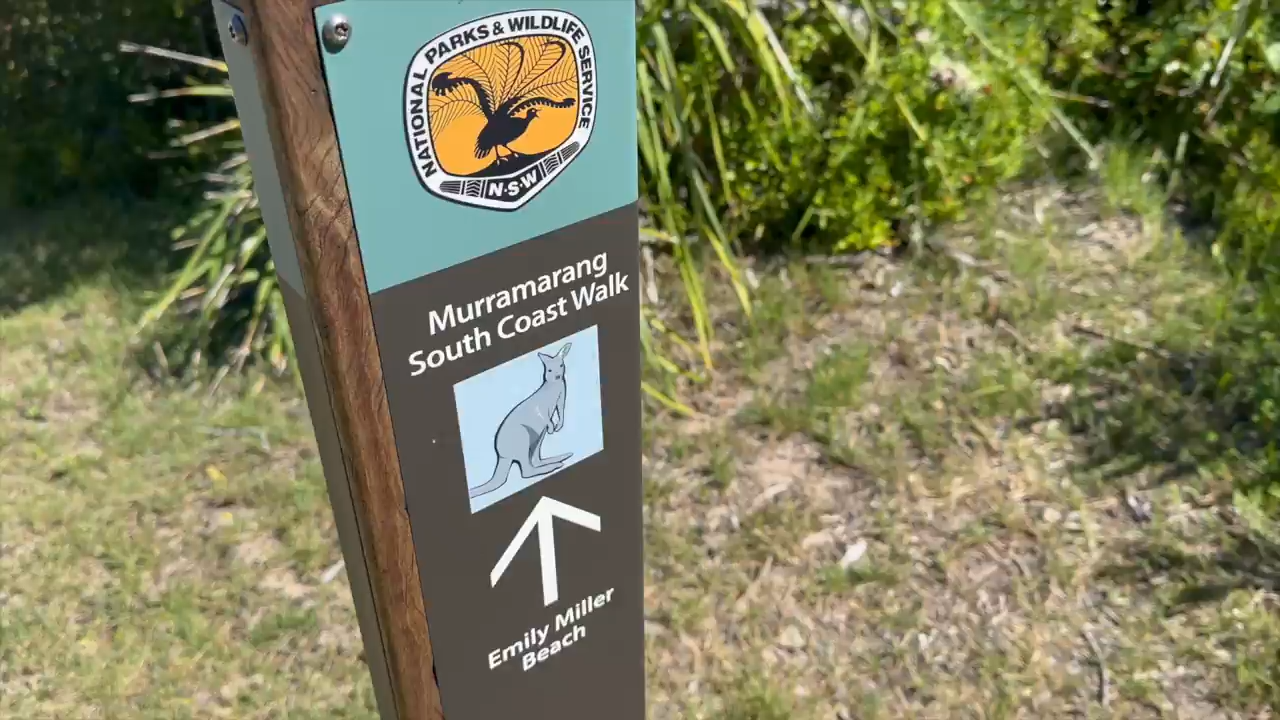 NATIONAL PARKS & WILDLIFE SERVICE
N·S·W
Murramarang
South Coast Walk
Emily Miller
Beach